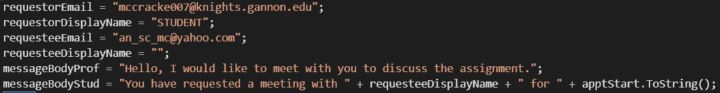 requestorEmail = "mccracke007@knights.gannon.edu";
requestorDisplayName = "STUDENT";
requesteeEmail = "an_sc_mc@yahoo.com";
requesteeDisplayName = "";
messageBodyProf = "Hello, I would like to meet with you to discuss the assignment.";
messageBodyStud = "You have requested a meeting with " + requesteeDisplayName + " for " + apptStart.ToString();